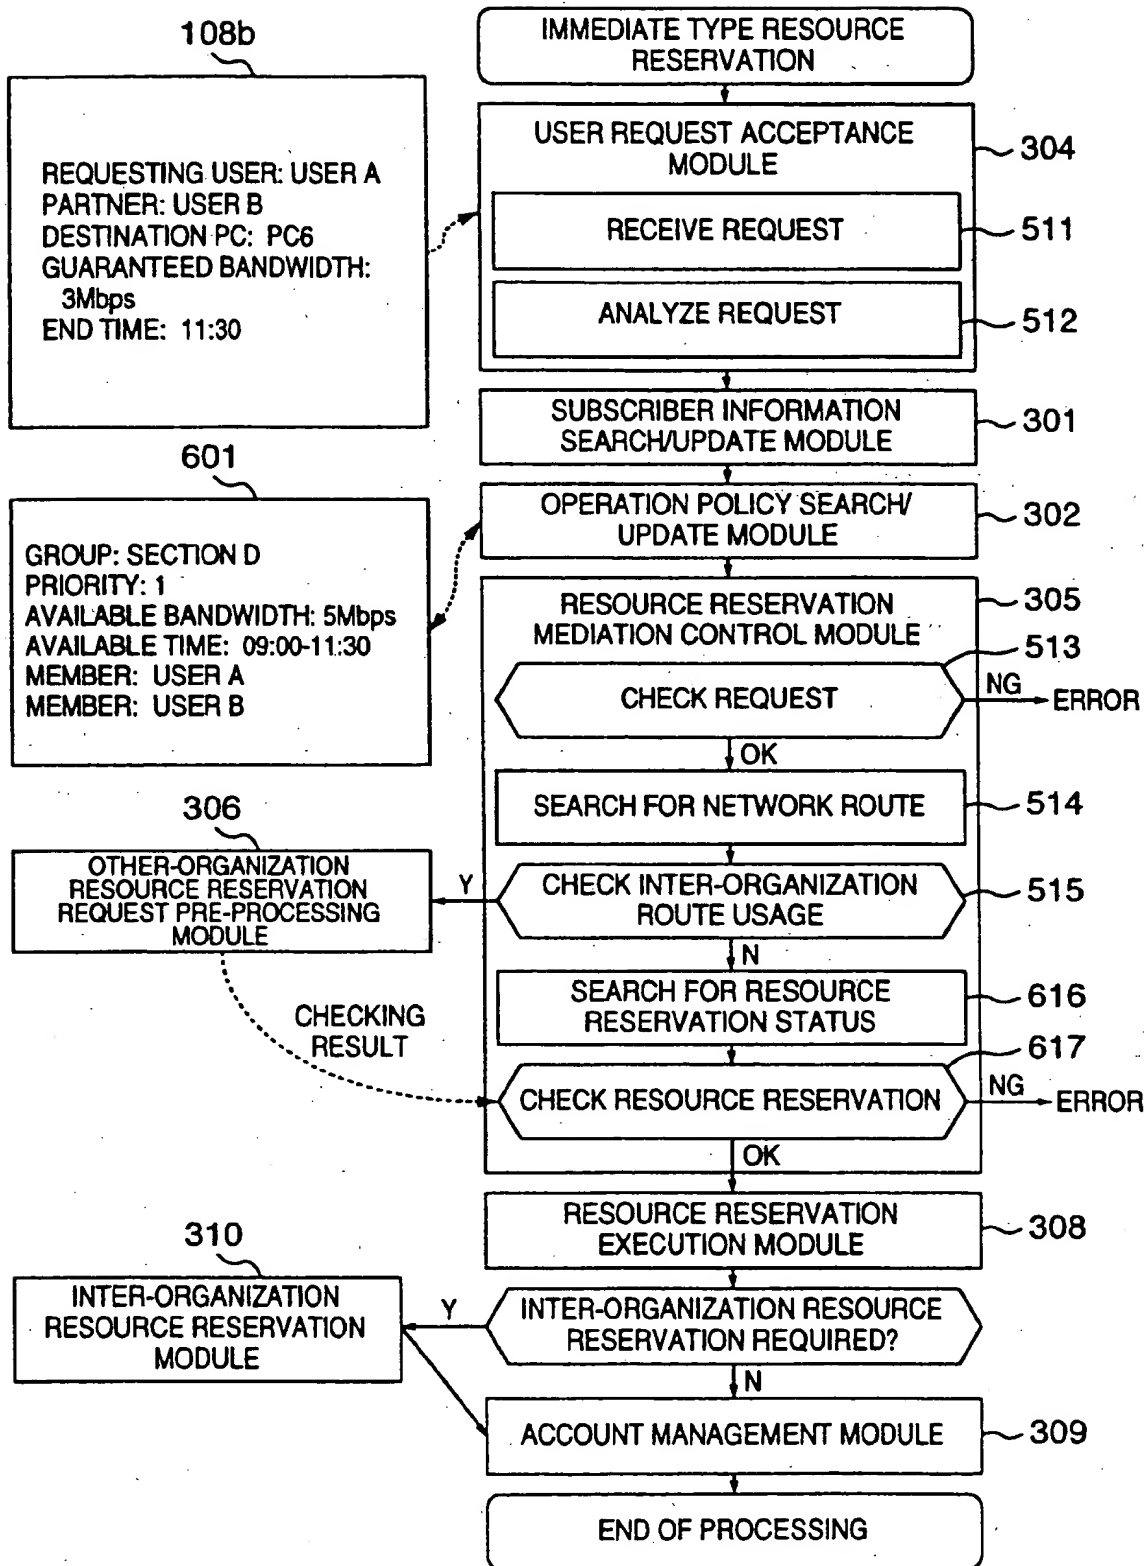 IMMEDIATE TYPE RESOURCE
RESERVATION
108b
REQUESTING USER: USER A
PARTNER: USER B
DESTINATION PC: PC6
GUARANTEED BANDWIDTH:
3Mbps
END TIME: 11:30
USER REQUEST ACCEPTANCE
MODULE
304
RECEIVE REQUEST
511
ANALYZE REQUEST
512
SUBSCRIBER INFORMATION
SEARCH/UPDATE MODULE
301
601
GROUP: SECTION D
PRIORITY: 1
AVAILABLE BANDWIDTH: 5Mbps
AVAILABLE TIME: 09:00-11:30
MEMBER: USER A
MEMBER: USER B
OPERATION POLICY SEARCH/
UPDATE MODULE
302
RESOURCE RESERVATION
MEDIATION CONTROL MODULE
305
513
CHECK REQUEST
NG
ERROR
OK
SEARCH FOR NETWORK ROUTE
514
306
OTHER-ORGANIZATION
RESOURCE RESERVATION
REQUEST PRE-PROCESSING
MODULE
Y
CHECK INTER-ORGANIZATION
ROUTE USAGE
515
N
SEARCH FOR RESOURCE
RESERVATION STATUS
616
CHECKING
RESULT
617
CHECK RESOURCE RESERVATION
NG
ERROR
OK
RESOURCE RESERVATION
EXECUTION MODULE
308
310
INTER-ORGANIZATION
RESOURCE RESERVATION
MODULE
Y
INTER-ORGANIZATION RESOURCE
RESERVATION REQUIRED?
N
ACCOUNT MANAGEMENT MODULE
309
END OF PROCESSING